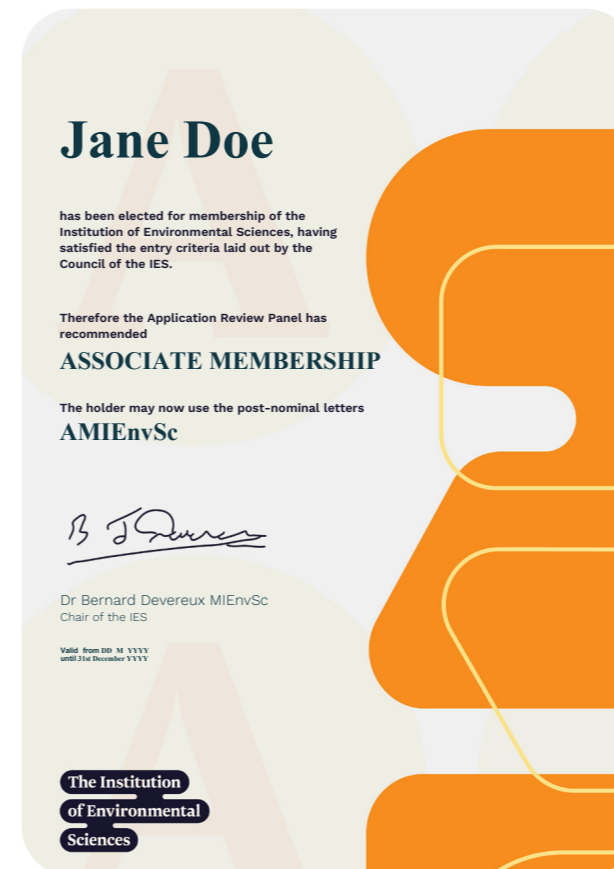 Jane Doe
has been elected for membership of the
Institution of Environmental Sciences, having
satisfied the entry criteria laid out by the
Council of the IES.
Therefore the Application Review Panel has
recommended
ASSOCIATE MEMBERSHIP
The holder may now use the post-nominal letters
AMIEnvSc
B J Devereux
Dr Bernard Devereux MIEnvSc
Chair of the IES
Valid from DD M YYYY
until 31st December YYYY
The Institution
of Environmental
Sciences